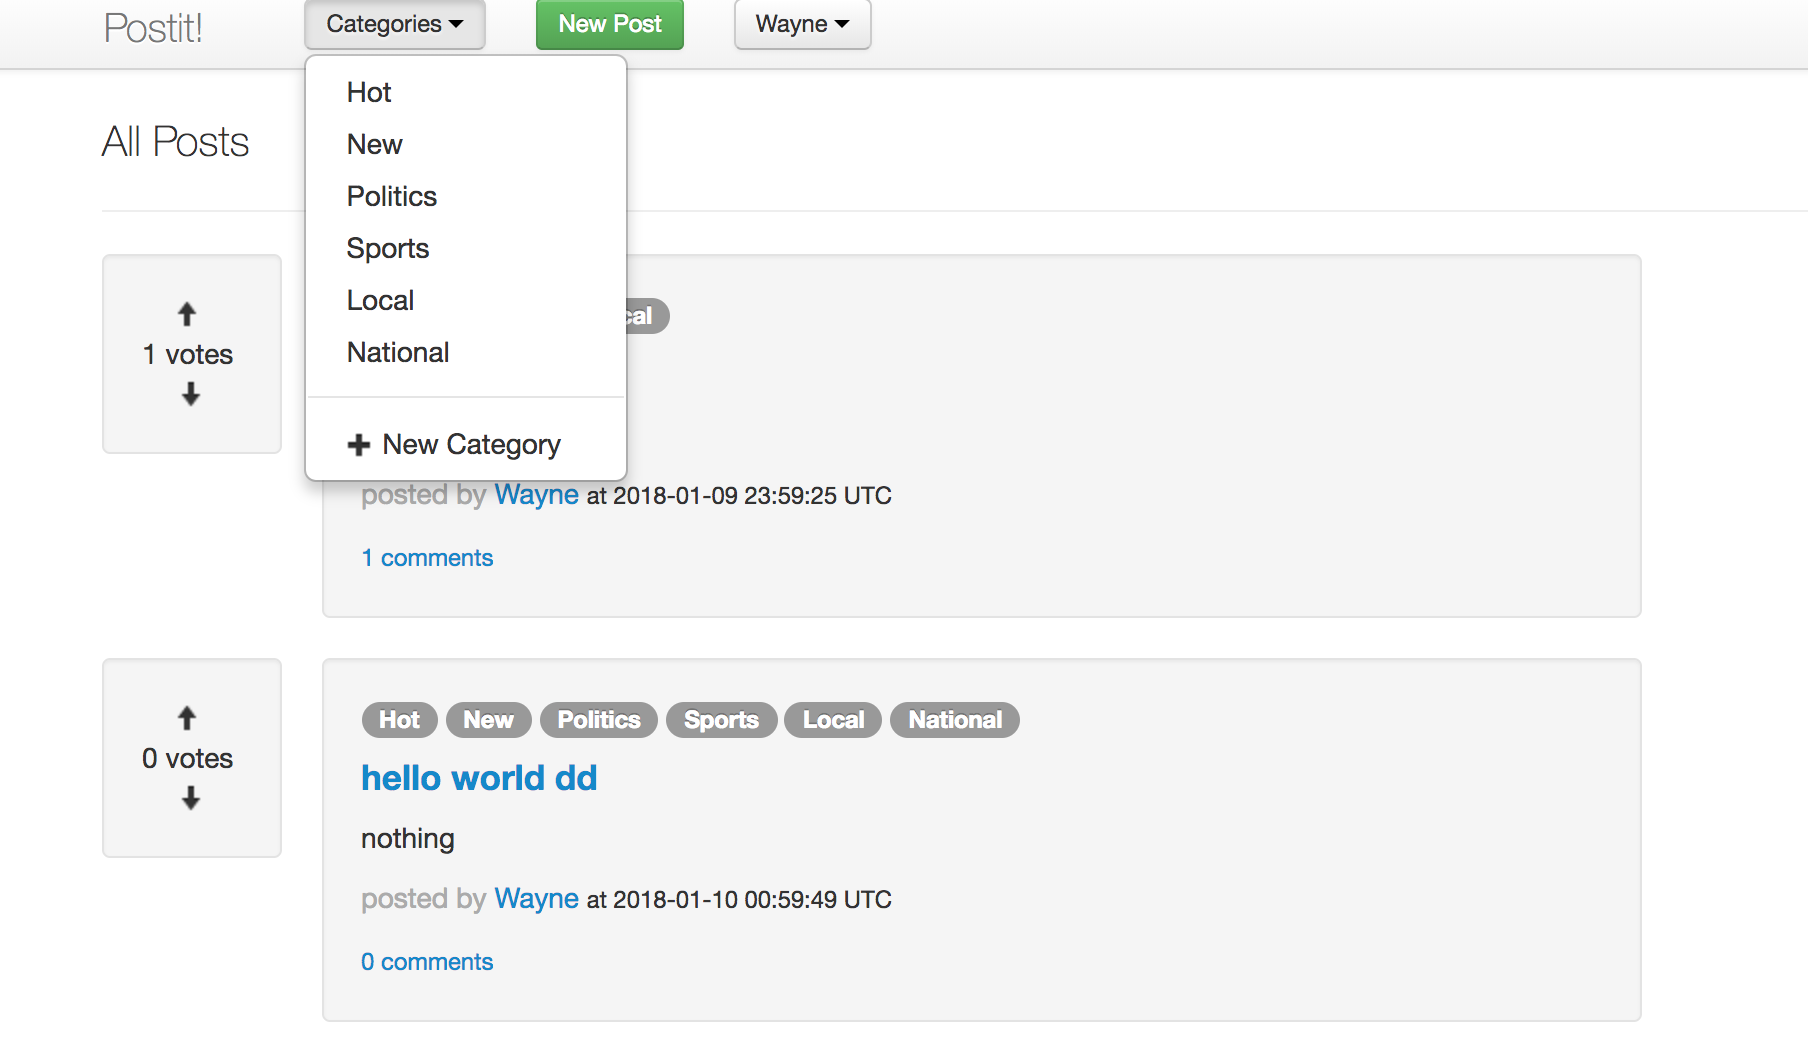 Postit! Categories New Post Wayne
Hot
New
All Posts
Politics
Sports
Local
National
New Category
1 votes
posted by Wayne at 2018-01-09 23:59:25 UTC
1 comments
0 votes
Hot New Politics Sports Local National
hello world dd
nothing
posted by Wayne at 2018-01-10 00:59:49 UTC
0 comments